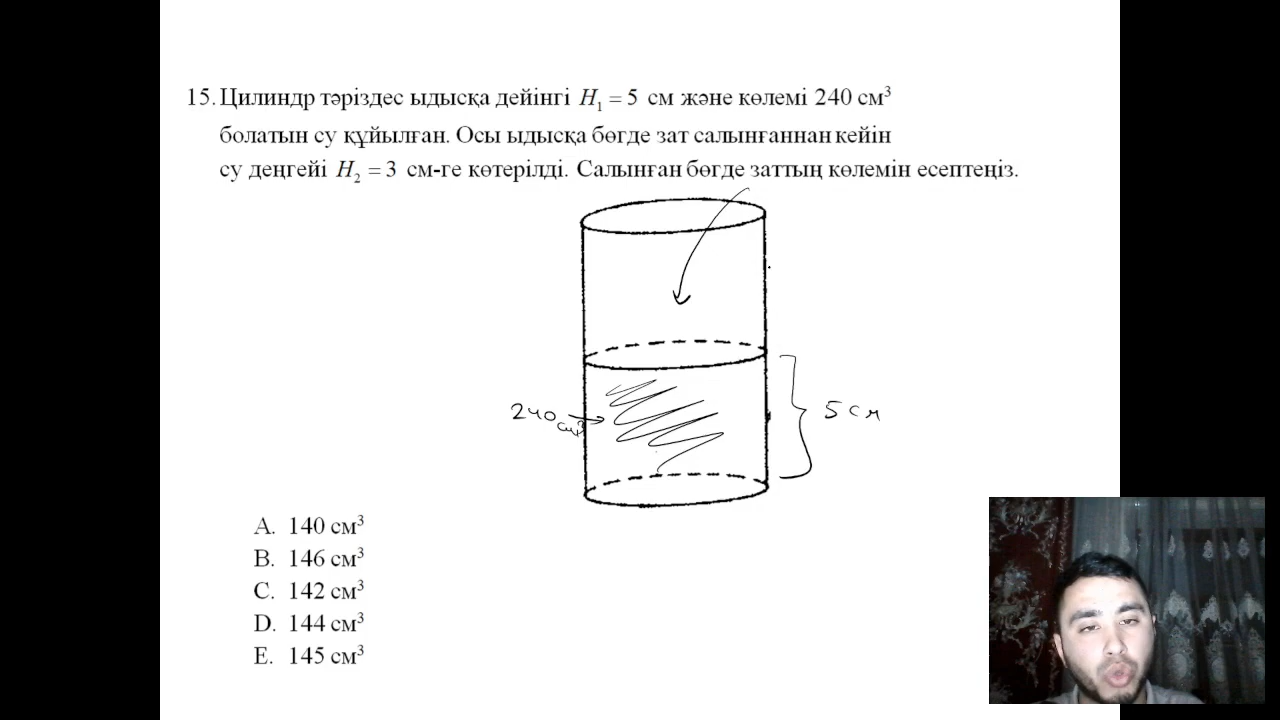 15. Цилиндр тәріздес ыдысқа дейінгі H₁ = 5 см және көлемі 240 см³
болатын су құйылған. Осы ыдысқа бөгде зат салынғаннан кейін
су деңгейі H₂ = 3 см-ге көтерілді. Салынған бөгде заттың көлемін есептеңіз.
240 см³
5 см
A. 140 см³
B. 146 см³
C. 142 см³
D. 144 см³
E. 145 см³